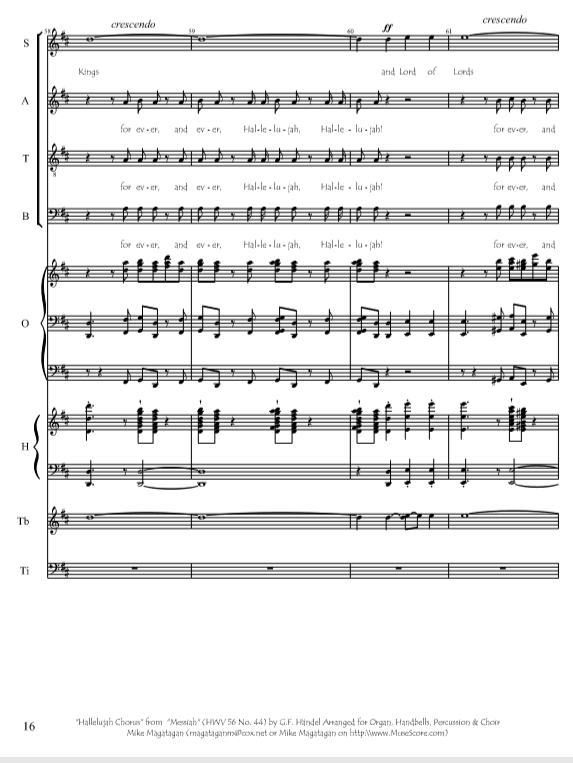 crescendo ff crescendo
58 59 60 61
S
Kings and Lord of Lords
A
for ev - er, and ev - er, Hal - le - lu - jah, Hal - le - lu - jah! for ev - er, and
T
8
for ev - er, and ev - er, Hal - le - lu - jah, Hal - le - lu - jah! for ev - er, and
B
for ev - er, and ev - er, Hal - le - lu - jah, Hal - le - lu - jah! for ev - er, and
O
H
Tb
Ti
16
"Hallelujah Chorus" from "Messiah" (HWV 56 No. 44) by G.F. Händel Arranged for Organ, Handbells, Percussion & Choir
Mike Magatagan (magataganm@cox.net or Mike Magatagan on http:\\www.MuseScore.com)